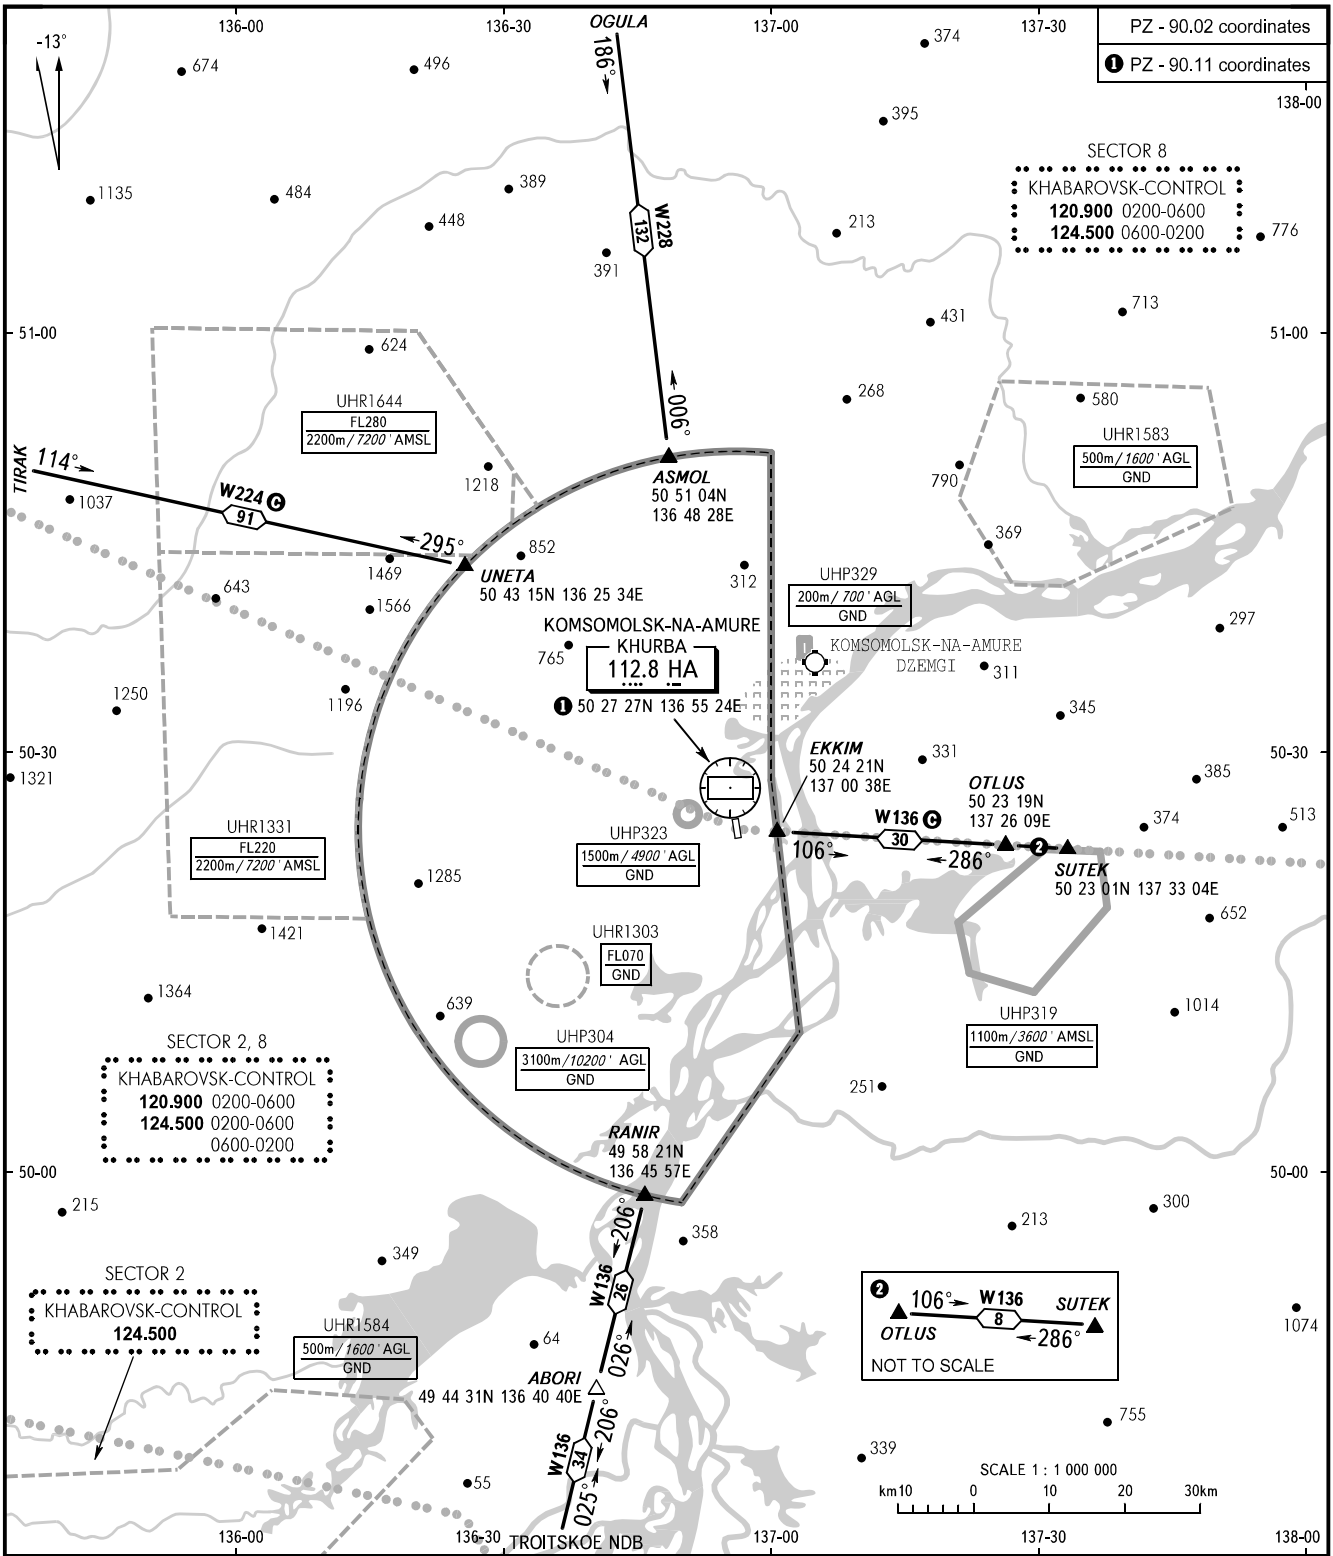 136-00
136-30
OGULA
137-00
137-30
PZ - 90.02 coordinates
❶ PZ - 90.11 coordinates
138-00
-13°
674
496
186°
374
395
SECTOR 8
KHABAROVSK-CONTROL
120.900 0200-0600
124.500 0600-0200
1135
484
389
448
391
W228
132
213
776
431
713
51-00
51-00
624
006°
268
580
UHR1644
FL280
2200m/7200' AMSL
UHR1583
500m/1600' AGL
GND
TIRAK
114°
1037
W224 C
91
1218
ASMOL
50 51 04N
136 48 28E
790
369
295°
852
1469
UNETA
50 43 15N 136 25 34E
312
UHP329
200m/700' AGL
GND
643
1566
KOMSOMOLSK-NA-AMURE
KHURBA
112.8 HA
❶ 50 27 27N 136 55 24E
765
KOMSOMOLSK-NA-AMURE
DZEMGI
297
311
1250
1196
345
50-30
50-30
1321
EKKIM
50 24 21N
137 00 38E
331
385
OTLUS
50 23 19N
137 26 09E
W136 C
30
106°
286°
❷
374
513
SUTEK
50 23 01N 137 33 04E
UHR1331
FL220
2200m/7200' AMSL
UHP323
1500m/4900' AGL
GND
1285
1421
652
UHR1303
FL070
GND
1364
639
1014
UHP319
1100m/3600' AMSL
GND
SECTOR 2, 8
KHABAROVSK-CONTROL
120.900 0200-0600
124.500 0200-0600
0600-0200
UHP304
3100m/10200' AGL
GND
251
RANIR
49 58 21N
136 45 57E
50-00
50-00
215
206°
358
213
300
349
W136
26
026°
SECTOR 2
KHABAROVSK-CONTROL
124.500
UHR1584
500m/1600' AGL
GND
64
ABORI
49 44 31N 136 40 40E
❷
106°
W136
8
SUTEK
OTLUS
286°
NOT TO SCALE
1074
206°
W136
34
025°
755
339
55
SCALE 1 : 1 000 000
km10 0 10 20 30km
136-00
136-30
TROITSKOE NDB
137-00
137-30
138-00